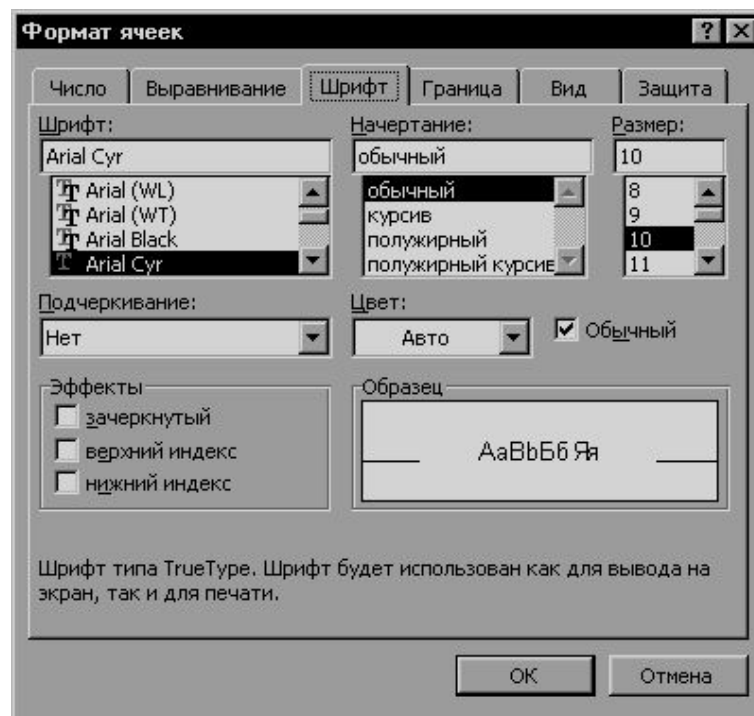 Формат ячеек
Число Выравнивание Шрифт Граница Вид Защита
Шрифт: Начертание: Размер:
Arial Cyr обычный 10
Arial (WL) обычный 8
Arial (WT) курсив 9
Arial Black полужирный 10
Arial Cyr полужирный курсив 11
Подчеркивание: Цвет:
Нет Авто Обычный
Эффекты Образец
зачеркнутый
верхний индекс AaBbБб Яя
нижний индекс
Шрифт типа TrueType. Шрифт будет использован как для вывода на
экран, так и для печати.
OK Отмена